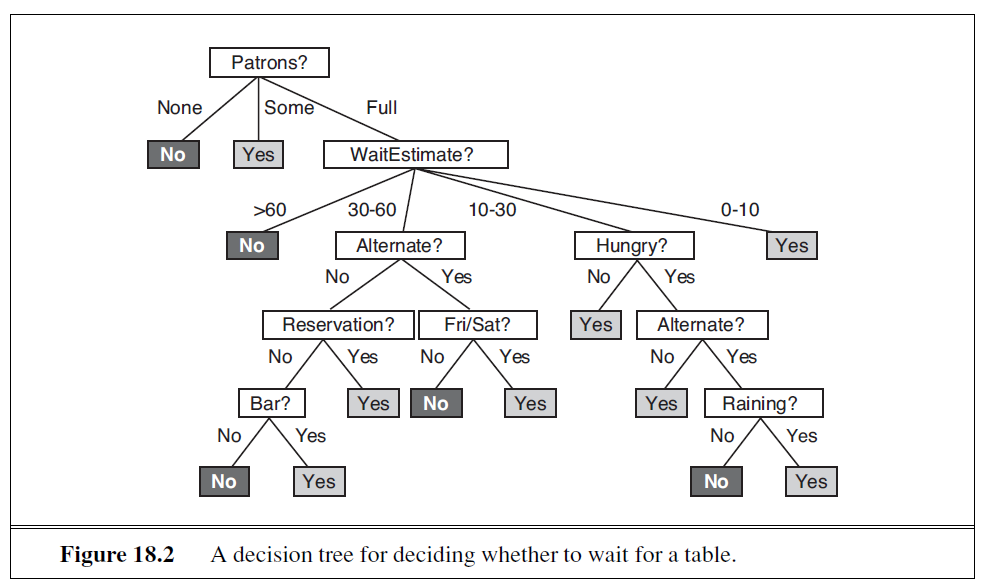 Patrons?
None Some Full
No Yes WaitEstimate?
>60 30-60 10-30 0-10
No Alternate? Hungry? Yes
No Yes No Yes
Reservation? Fri/Sat? Yes Alternate?
No Yes No Yes No Yes
Bar? Yes No Yes Yes Raining?
No Yes No Yes
No Yes No Yes
Figure 18.2 A decision tree for deciding whether to wait for a table.